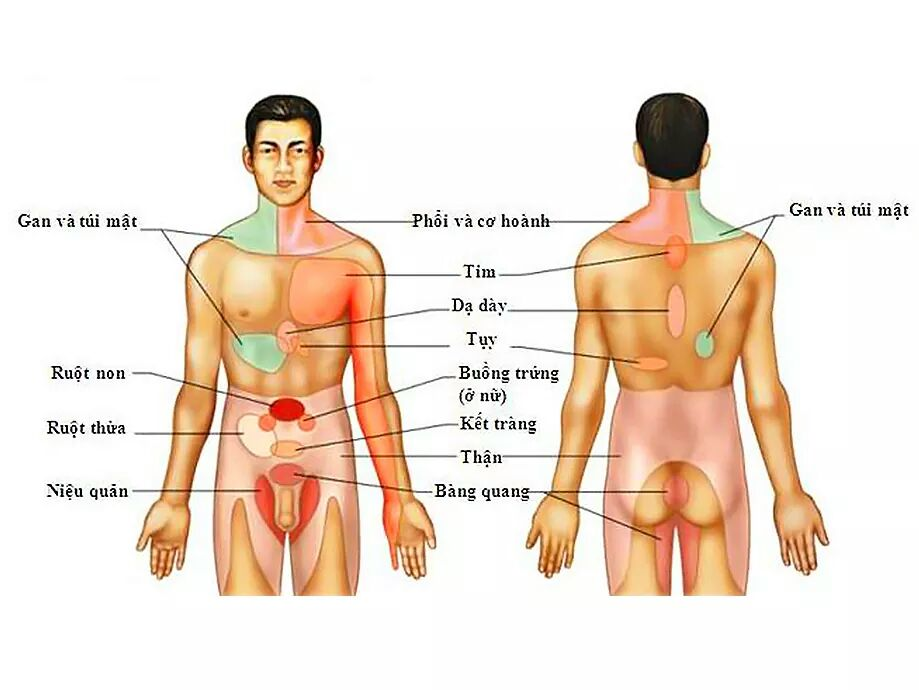 Gan và túi mật
Phổi và cơ hoành
Gan và túi mật
Tim
Dạ dày
Tụy
Ruột non
Buồng trứng
(ở nữ)
Ruột thừa
Kết tràng
Thận
Niệu quản
Bàng quang